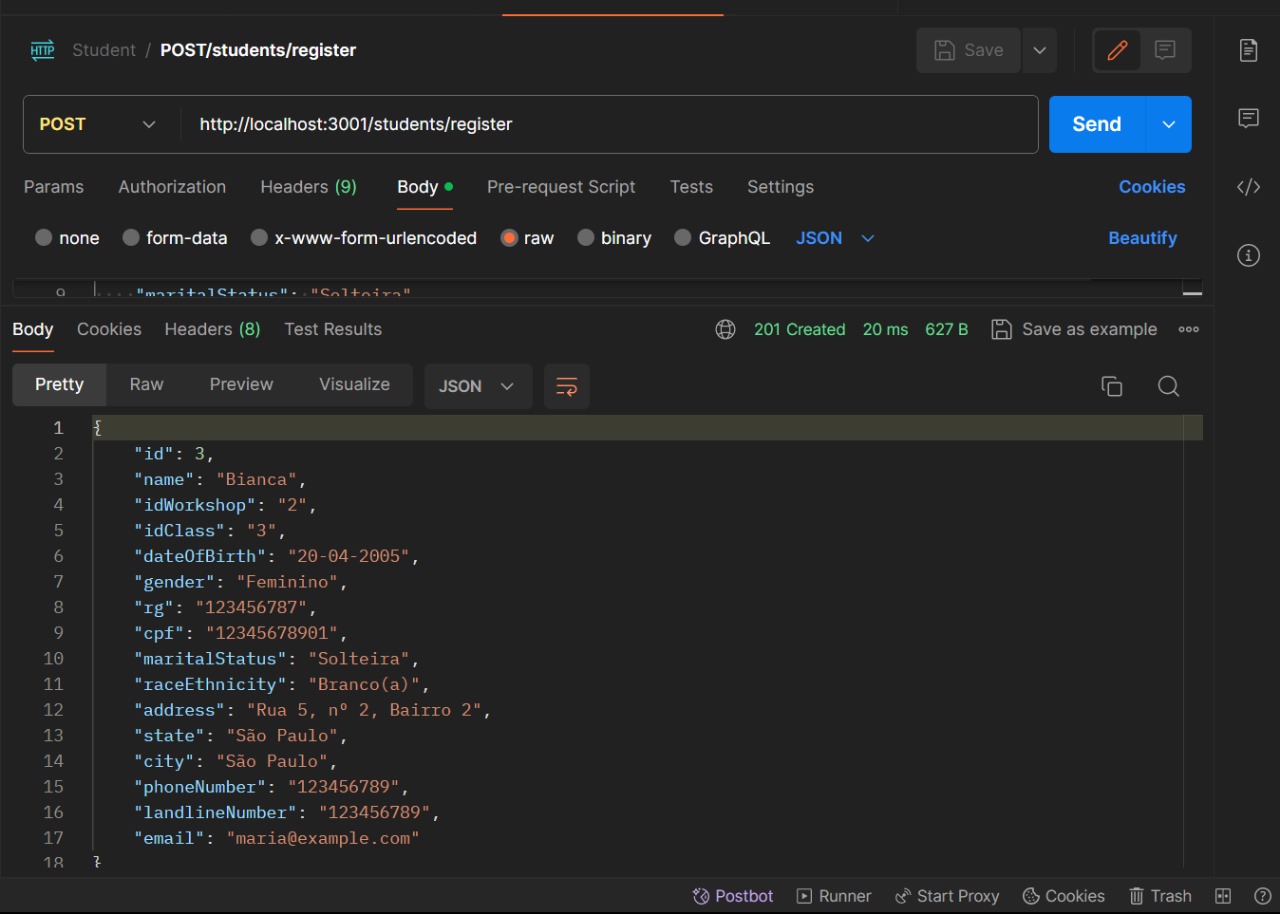 HTTP Student / POST/students/register Save
POST http://localhost:3001/students/register Send
Params Authorization Headers (9) Body Pre-request Script Tests Settings Cookies
none form-data x-www-form-urlencoded raw binary GraphQL JSON Beautify
9 "maritalStatus": "Solteira"
Body Cookies Headers (8) Test Results 201 Created 20 ms 627 B Save as example
Pretty Raw Preview Visualize JSON
1 {
2 "id": 3,
3 "name": "Bianca",
4 "idWorkshop": "2",
5 "idClass": "3",
6 "dateOfBirth": "20-04-2005",
7 "gender": "Feminino",
8 "rg": "123456787",
9 "cpf": "12345678901",
10 "maritalStatus": "Solteira",
11 "raceEthnicity": "Branco(a)",
12 "address": "Rua 5, nº 2, Bairro 2",
13 "state": "São Paulo",
14 "city": "São Paulo",
15 "phoneNumber": "123456789",
16 "landlineNumber": "123456789",
17 "email": "maria@example.com"
18 }
Postbot Runner Start Proxy Cookies Trash